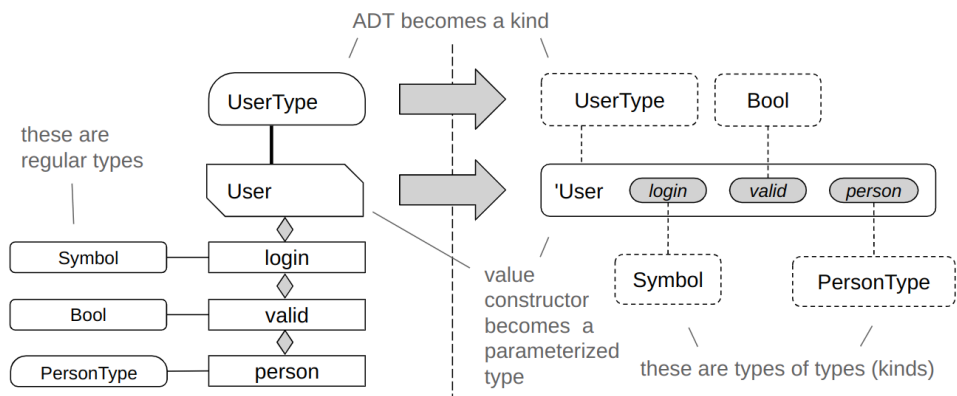 ADT becomes a kind
UserType
UserType
Bool
these are
regular types
User
'User
login
valid
person
Symbol
login
value
constructor
becomes a
parameterized
type
Symbol
PersonType
Bool
valid
these are types of types (kinds)
PersonType
person